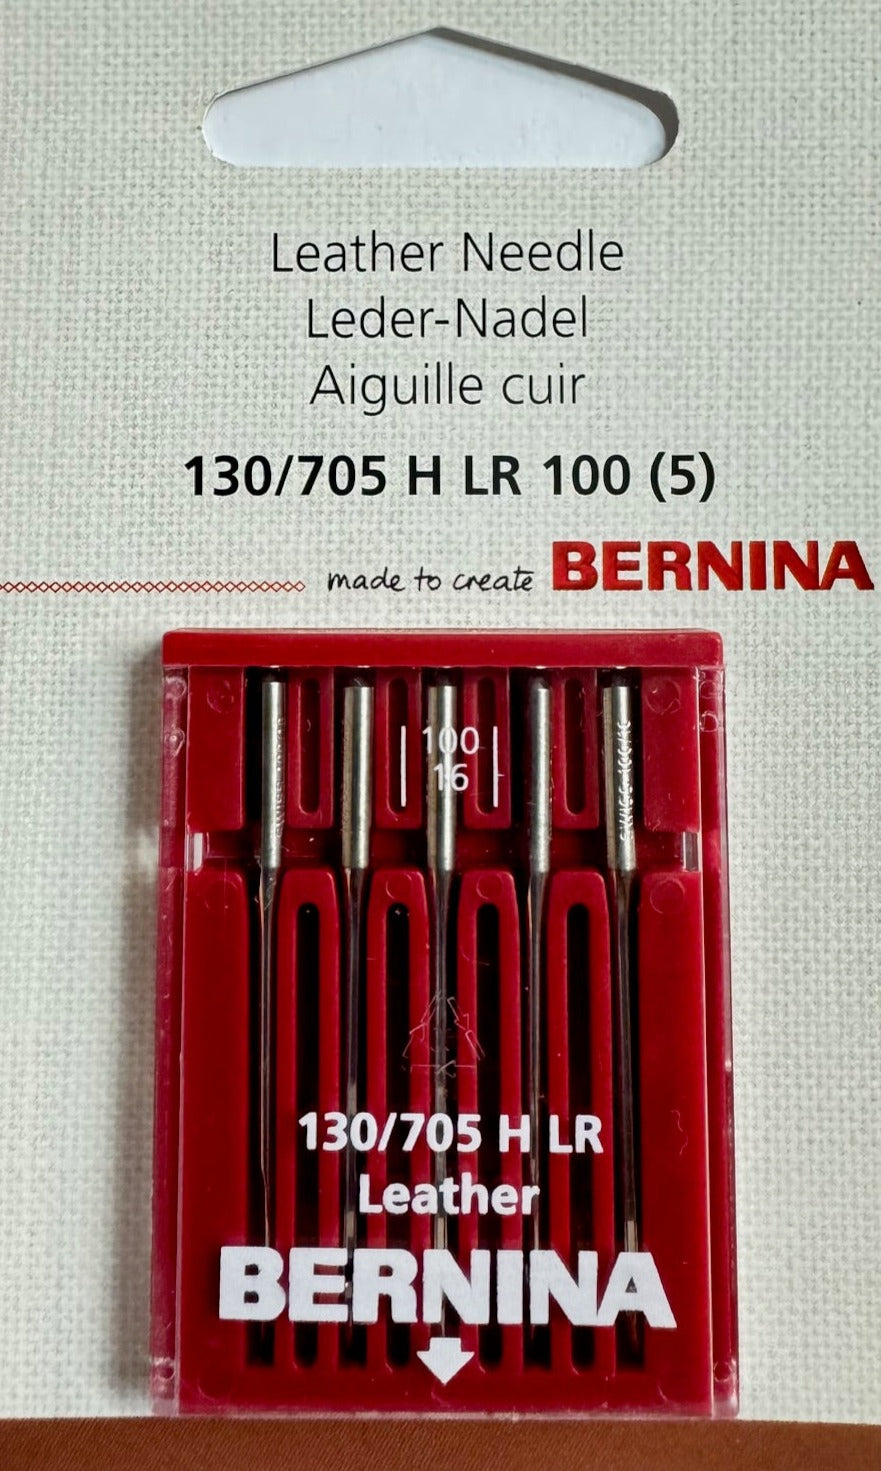 Leather Needle
Leder-Nadel
Aiguille cuir
130/705 H LR 100 (5)
made to create BERNINA
100
16
130/705 H LR
Leather
BERNINA